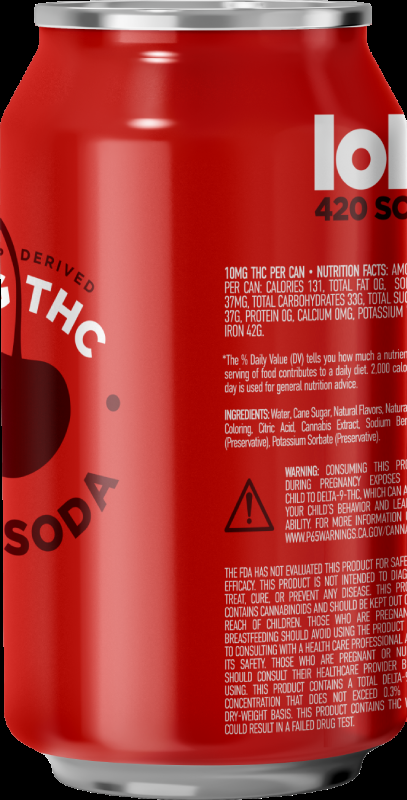 DERIVED
THC
SODA
lol
420 SO
10MG THC PER CAN • NUTRITION FACTS: AMO
PER CAN: CALORIES 131, TOTAL FAT 0G, SOD
37MG, TOTAL CARBOHYDRATES 33G, TOTAL SUG
37G, PROTEIN 0G, CALCIUM 0MG, POTASSIUM
IRON 42G.
*The % Daily Value (DV) tells you how much a nutrien
serving of food contributes to a daily diet. 2,000 calo
day is used for general nutrition advice.
INGREDIENTS: Water, Cane Sugar, Natural Flavors, Natura
Coloring, Citric Acid, Cannabis Extract, Sodium Ben
(Preservative), Potassium Sorbate (Preservative).
WARNING: CONSUMING THIS PRO
DURING PREGNANCY EXPOSES
CHILD TO DELTA-9-THC, WHICH CAN A
YOUR CHILD'S BEHAVIOR AND LEA
ABILITY. FOR MORE INFORMATION
WWW.P65WARNINGS.CA.GOV/CANNA
THE FDA HAS NOT EVALUATED THIS PRODUCT FOR SAFE
EFFICACY. THIS PRODUCT IS NOT INTENDED TO DIAG
TREAT, CURE, OR PREVENT ANY DISEASE. THIS PRO
CONTAINS CANNABINOIDS AND SHOULD BE KEPT OUT O
REACH OF CHILDREN. THOSE WHO ARE PREGNAN
BREASTFEEDING SHOULD AVOID USING THE PRODUCT
TO CONSULTING WITH A HEALTH CARE PROFESSIONAL A
ITS SAFETY. THOSE WHO ARE PREGNANT OR NU
SHOULD CONSULT THEIR HEALTHCARE PROVIDER B
USING. THIS PRODUCT CONTAINS A TOTAL DELTA-9
CONCENTRATION THAT DOES NOT EXCEED 0.3%
DRY-WEIGHT BASIS. THIS PRODUCT CONTAINS THC
COULD RESULT IN A FAILED DRUG TEST.